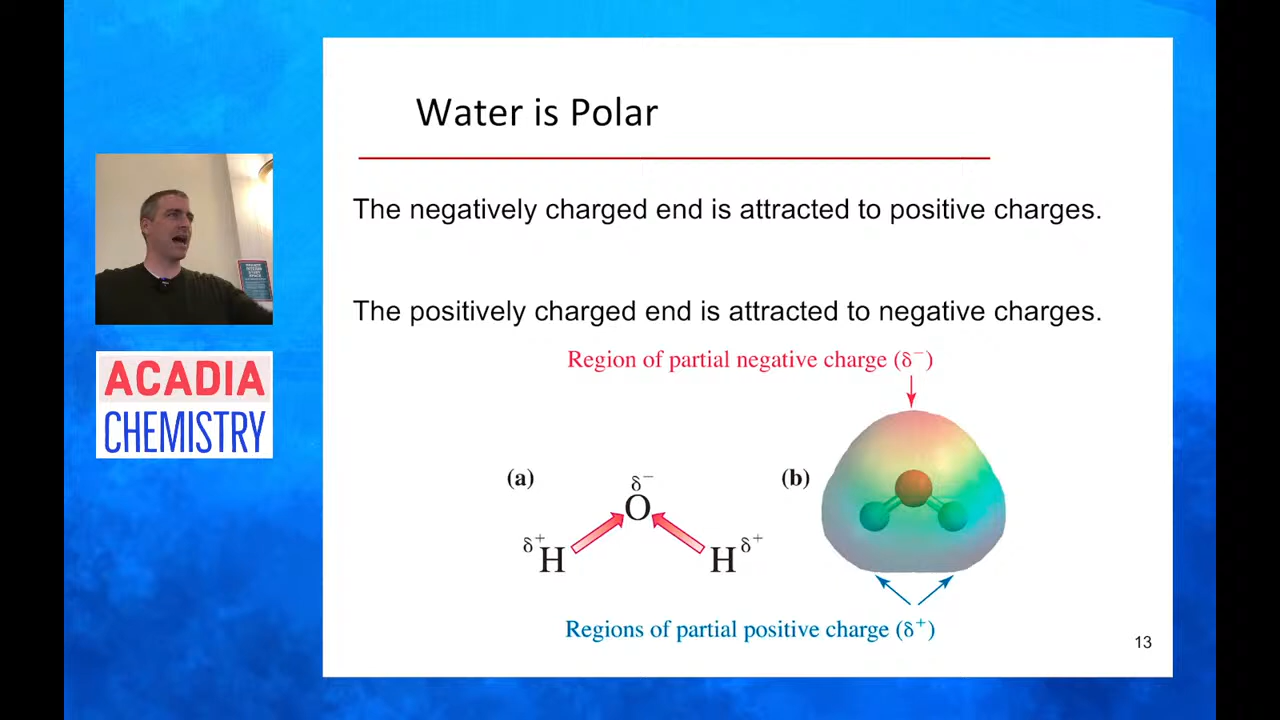 Water is Polar
The negatively charged end is attracted to positive charges.
The positively charged end is attracted to negative charges.
Region of partial negative charge (δ⁻)
(a)
δ⁻
O
δ⁺
H
H
δ⁺
(b)
Regions of partial positive charge (δ⁺)
13
ACADIA
CHEMISTRY